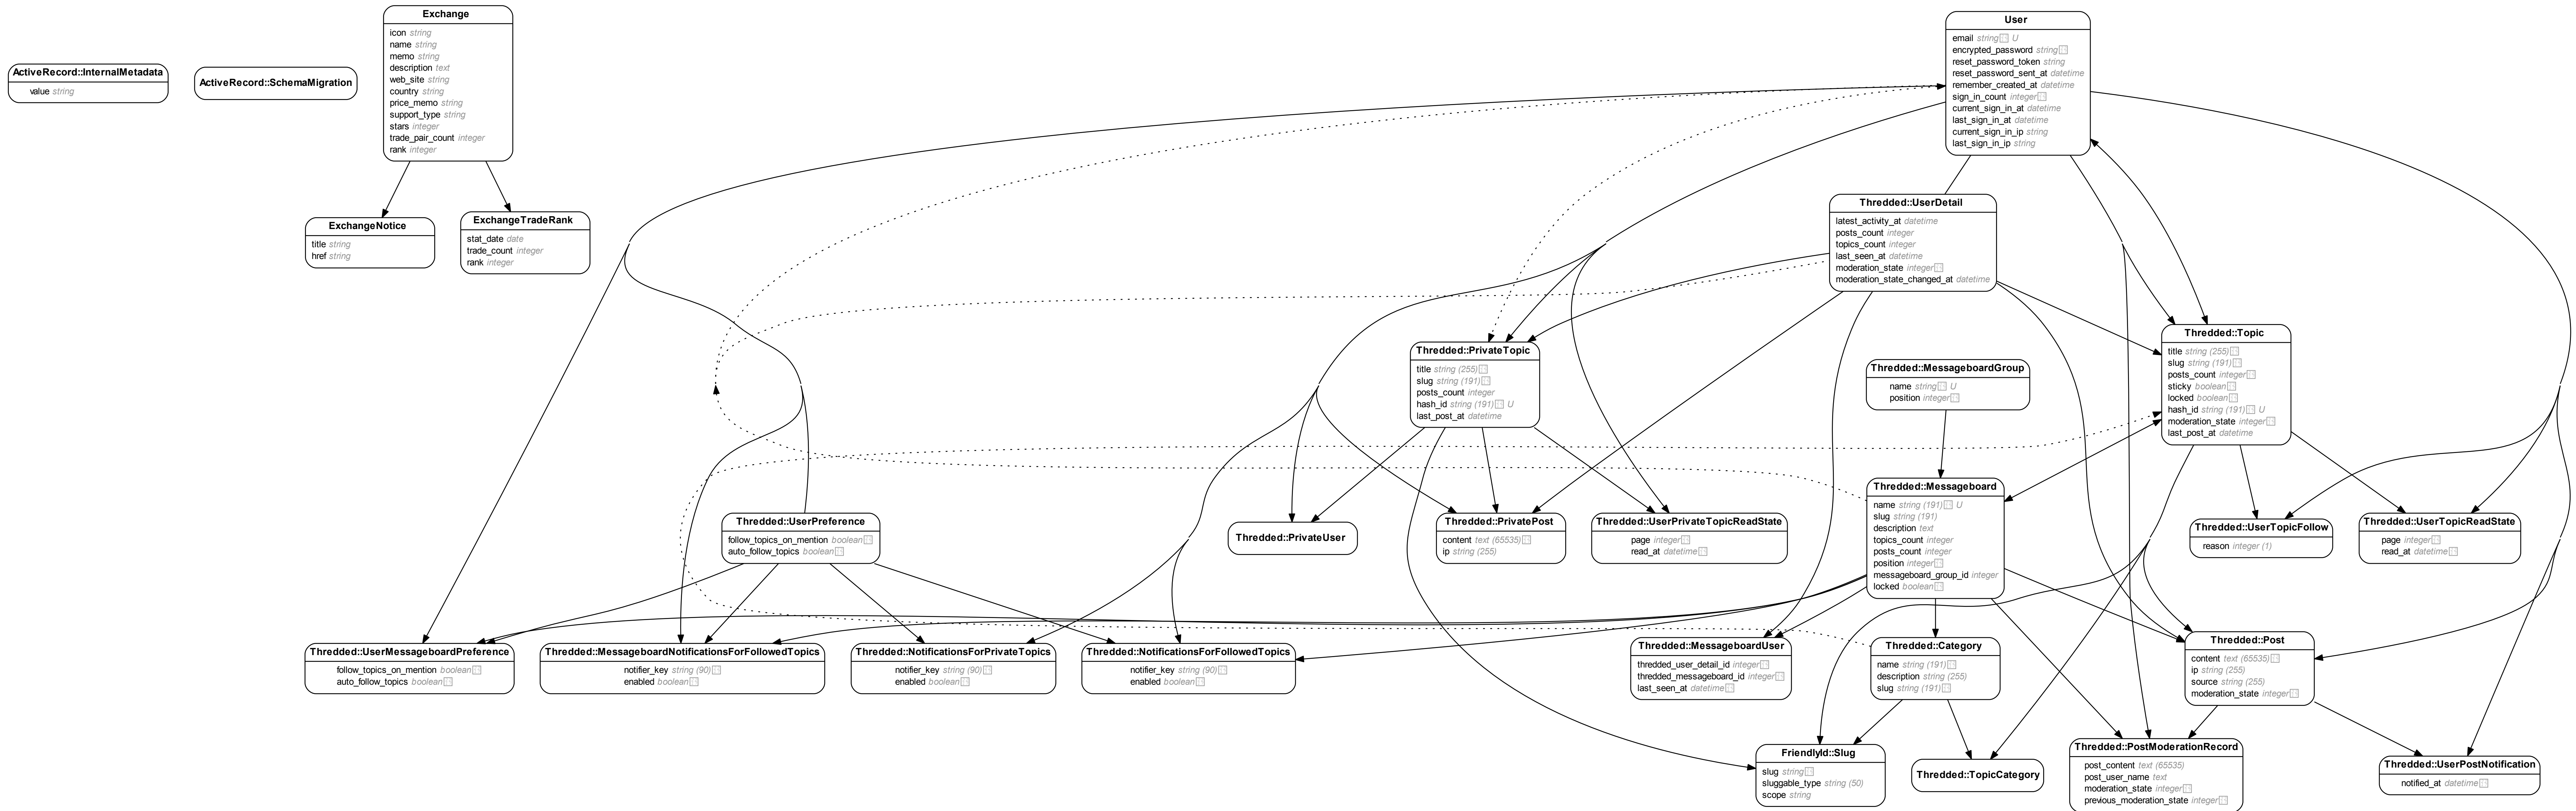 ActiveRecord::InternalMetadata
value string
ActiveRecord::SchemaMigration
Exchange
icon string
name string
memo string
description text
web_site string
country string
price_memo string
support_type string
stars integer
trade_pair_count integer
rank integer
ExchangeNotice
title string
href string
ExchangeTradeRank
stat_date date
trade_count integer
rank integer
User
email string U
encrypted_password string
reset_password_token string
reset_password_sent_at datetime
remember_created_at datetime
sign_in_count integer
current_sign_in_at datetime
last_sign_in_at datetime
current_sign_in_ip string
last_sign_in_ip string
Thredded::UserDetail
latest_activity_at datetime
posts_count integer
topics_count integer
last_seen_at datetime
moderation_state integer
moderation_state_changed_at datetime
Thredded::Topic
title string (255)
slug string (191)
posts_count integer
sticky boolean
locked boolean
hash_id string (191) U
moderation_state integer
last_post_at datetime
Thredded::PrivateTopic
title string (255)
slug string (191)
posts_count integer
hash_id string (191) U
last_post_at datetime
Thredded::MessageboardGroup
name string U
position integer
Thredded::Messageboard
name string (191) U
slug string (191)
description text
topics_count integer
posts_count integer
position integer
messageboard_group_id integer
locked boolean
Thredded::UserPreference
follow_topics_on_mention boolean
auto_follow_topics boolean
Thredded::PrivateUser
Thredded::PrivatePost
content text (65535)
ip string (255)
Thredded::UserPrivateTopicReadState
page integer
read_at datetime
Thredded::UserTopicFollow
reason integer (1)
Thredded::UserTopicReadState
page integer
read_at datetime
Thredded::UserMessageboardPreference
follow_topics_on_mention boolean
auto_follow_topics boolean
Thredded::MessageboardNotificationsForFollowedTopics
notifier_key string (90)
enabled boolean
Thredded::NotificationsForPrivateTopics
notifier_key string (90)
enabled boolean
Thredded::NotificationsForFollowedTopics
notifier_key string (90)
enabled boolean
Thredded::MessageboardUser
thredded_user_detail_id integer
thredded_messageboard_id integer
last_seen_at datetime
Thredded::Category
name string (191)
description string (255)
slug string (191)
Thredded::Post
content text (65535)
ip string (255)
source string (255)
moderation_state integer
FriendlyId::Slug
slug string
sluggable_type string (50)
scope string
Thredded::TopicCategory
Thredded::PostModerationRecord
post_content text (65535)
post_user_name text
moderation_state integer
previous_moderation_state integer
Thredded::UserPostNotification
notified_at datetime